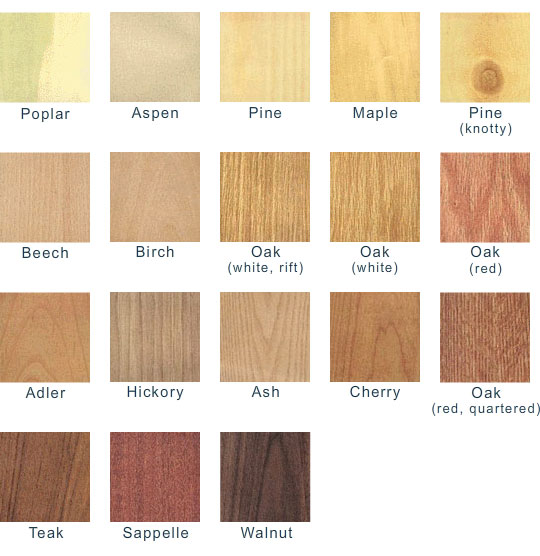 Poplar
Aspen
Pine
Maple
Pine
(knotty)
Beech
Birch
Oak
(white, rift)
Oak
(white)
Oak
(red)
Adler
Hickory
Ash
Cherry
Oak
(red, quartered)
Teak
Sappelle
Walnut